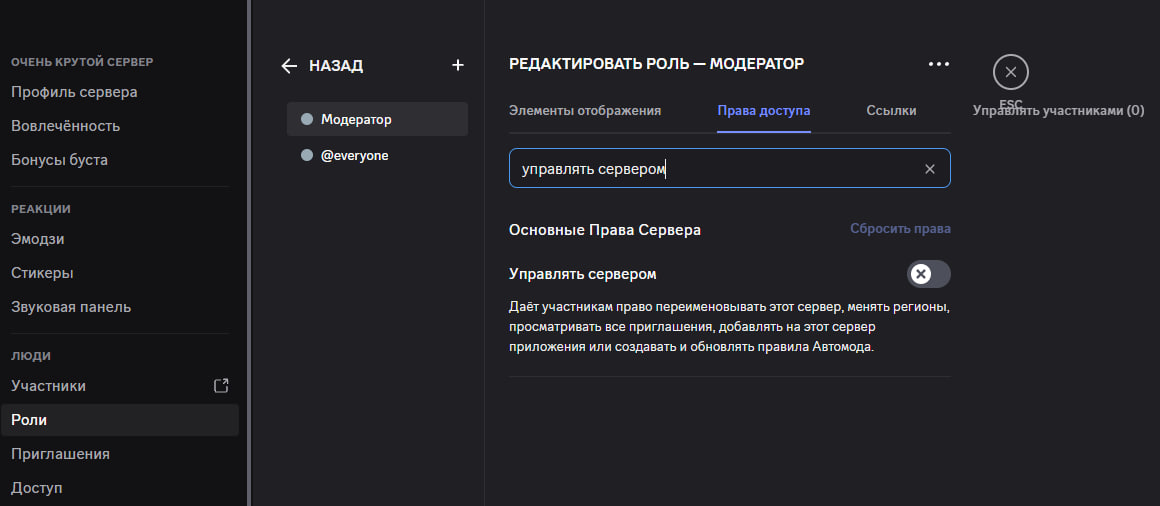 ОЧЕНЬ КРУТОЙ СЕРВЕР
Профиль сервера
Вовлечённость
Бонусы буста
РЕАКЦИИ
Эмодзи
Стикеры
Звуковая панель
ЛЮДИ
Участники
Роли
Приглашения
Доступ
НАЗАД
Модератор
@everyone
РЕДАКТИРОВАТЬ РОЛЬ — МОДЕРАТОР
Элементы отображения
Права доступа
Ссылки
Управлять участниками (0)
ESC
управлять сервером
Основные Права Сервера
Сбросить права
Управлять сервером
Даёт участникам право переименовывать этот сервер, менять регионы,
просматривать все приглашения, добавлять на этот сервер
приложения или создавать и обновлять правила Автомода.